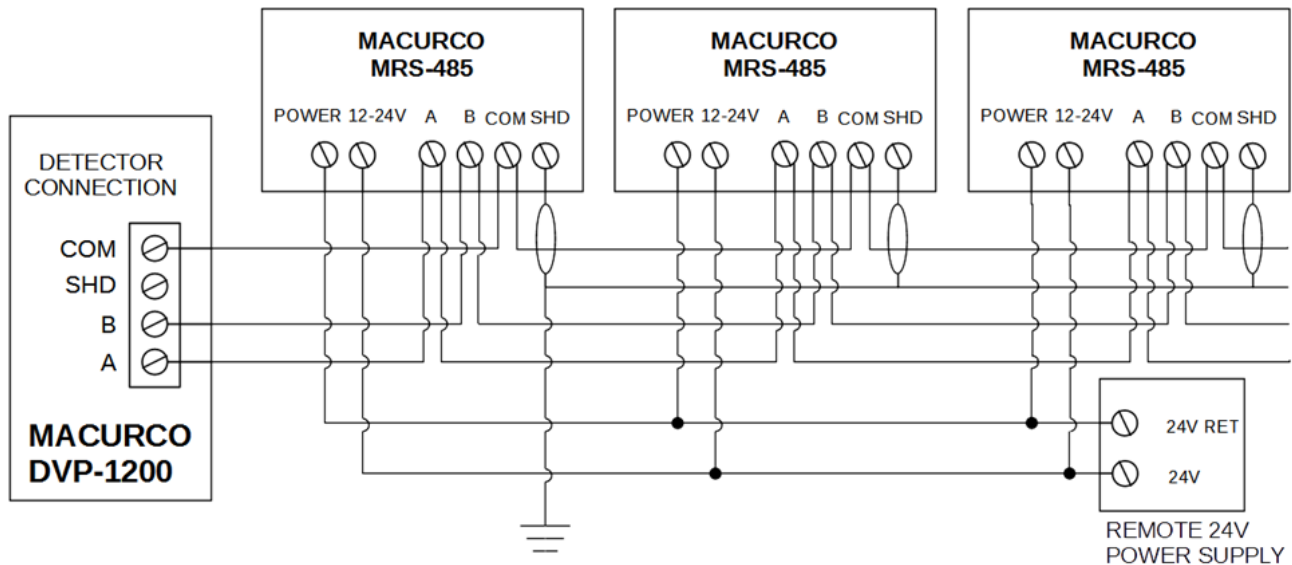 MACURCO
MRS-485
POWER 12-24V A B COM SHD
MACURCO
MRS-485
POWER 12-24V A B COM SHD
MACURCO
MRS-485
POWER 12-24V A B COM SHD
DETECTOR
CONNECTION
COM
SHD
B
A
MACURCO
DVP-1200
24V RET
24V
REMOTE 24V
POWER SUPPLY